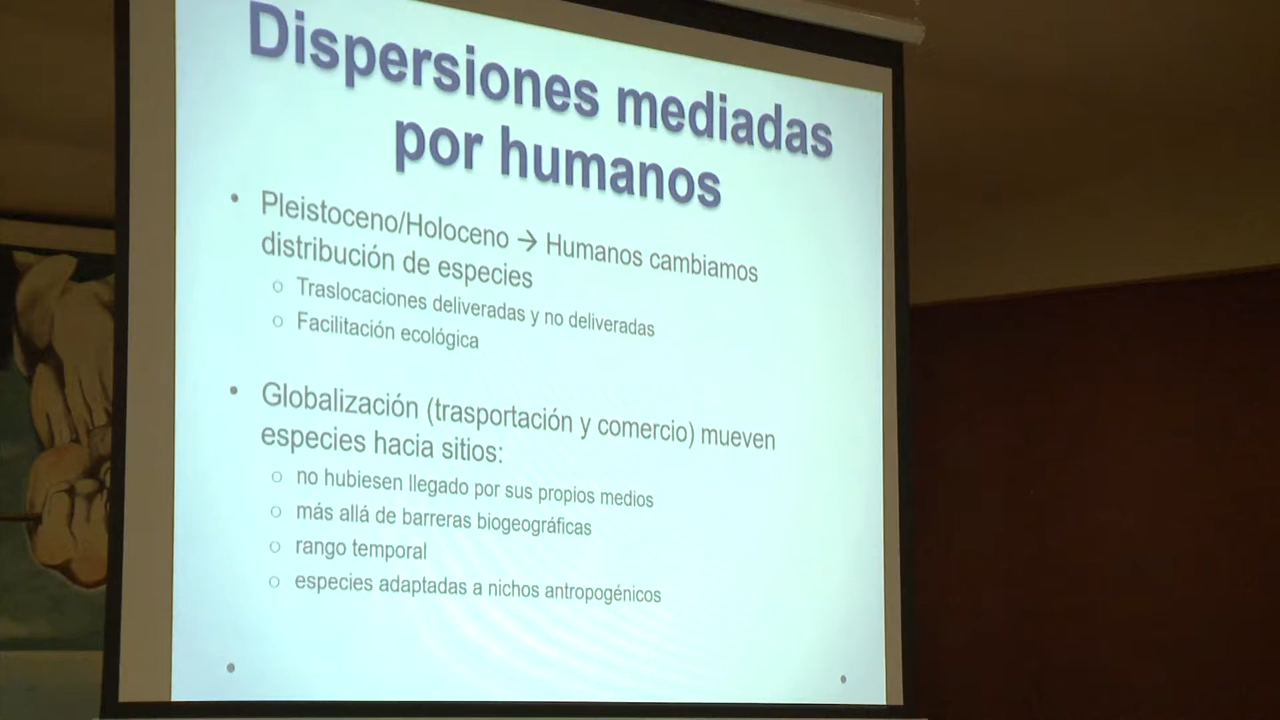 Dispersiones mediadas
por humanos
• Pleistoceno/Holoceno → Humanos cambiamos
distribución de especies
o Traslocaciones deliveradas y no deliveradas
o Facilitación ecológica
• Globalización (trasportación y comercio) mueven
especies hacia sitios:
o no hubiesen llegado por sus propios medios
o más allá de barreras biogeográficas
o rango temporal
o especies adaptadas a nichos antropogénicos